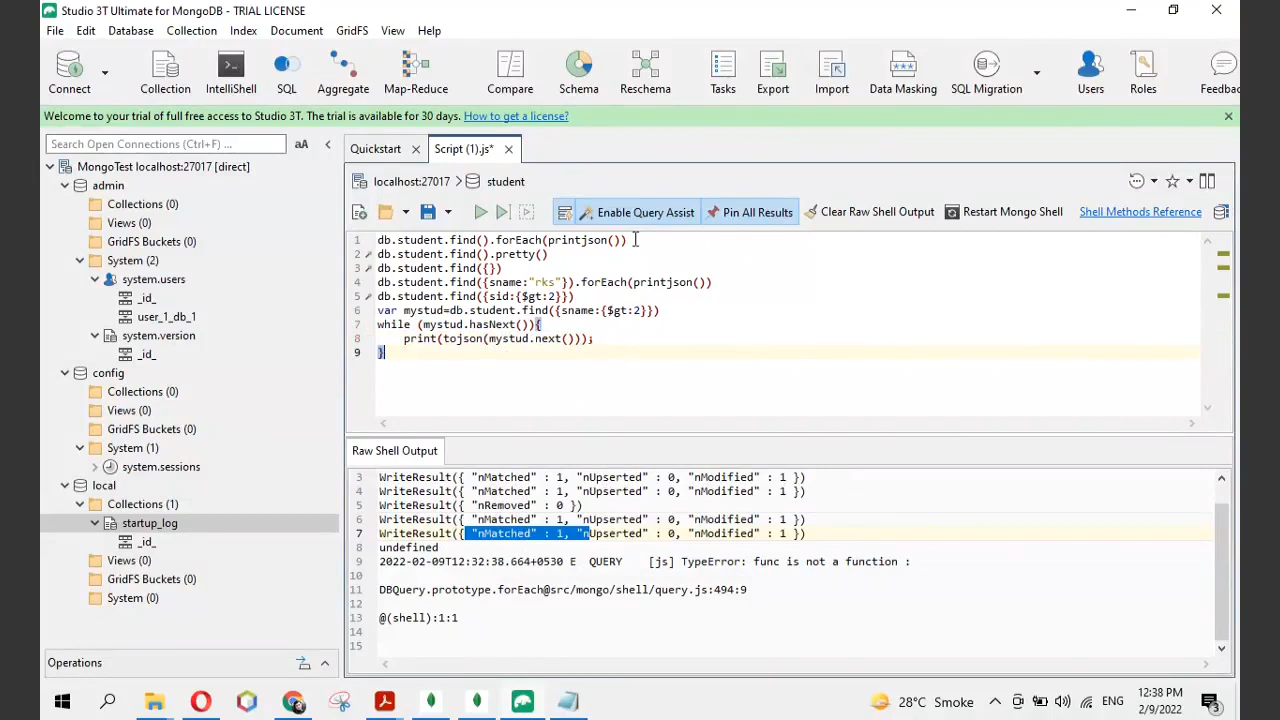 Studio 3T Ultimate for MongoDB - TRIAL LICENSE
File Edit Database Collection Index Document GridFS View Help
Connect Collection IntelliShell SQL Aggregate Map-Reduce Compare Schema Reschema Tasks Export Import Data Masking SQL Migration Users Roles Feedba
Welcome to your trial of full free access to Studio 3T. The trial is available for 30 days. How to get a license?
Search Open Connections (Ctrl+F) ... aA
Quickstart Script (1).js*
MongoTest localhost:27017 [direct]
admin
Collections (0)
Views (0)
GridFS Buckets (0)
System (2)
system.users
_id_
user_1_db_1
system.version
_id_
config
Collections (0)
Views (0)
GridFS Buckets (0)
System (1)
system.sessions
local
Collections (1)
startup_log
_id_
Views (0)
GridFS Buckets (0)
System (0)
Operations
localhost:27017 student
Enable Query Assist Pin All Results Clear Raw Shell Output Restart Mongo Shell Shell Methods Reference
1 db.student.find().forEach(printjson())
2 db.student.find().pretty()
3 db.student.find({})
4 db.student.find({sname:"rks"}).forEach(printjson())
5 db.student.find({sid:{$gt:2}})
6 var mystud=db.student.find({sname:{$gt:2}})
7 while (mystud.hasNext()){
8 print(tojson(mystud.next()));
9 }
Raw Shell Output
3 WriteResult({ "nMatched" : 1, "nUpserted" : 0, "nModified" : 1 })
4 WriteResult({ "nMatched" : 1, "nUpserted" : 0, "nModified" : 1 })
5 WriteResult({ "nRemoved" : 0 })
6 WriteResult({ "nMatched" : 1, "nUpserted" : 0, "nModified" : 1 })
7 WriteResult({ "nMatched" : 1, "nUpserted" : 0, "nModified" : 1 })
8 undefined
9 2022-02-09T12:32:38.664+0530 E QUERY [js] TypeError: func is not a function :
10
11 DBQuery.prototype.forEach@src/mongo/shell/query.js:494:9
12
13 @(shell):1:1
14
15
28°C Smoke ENG 12:38 PM
2/9/2022
3